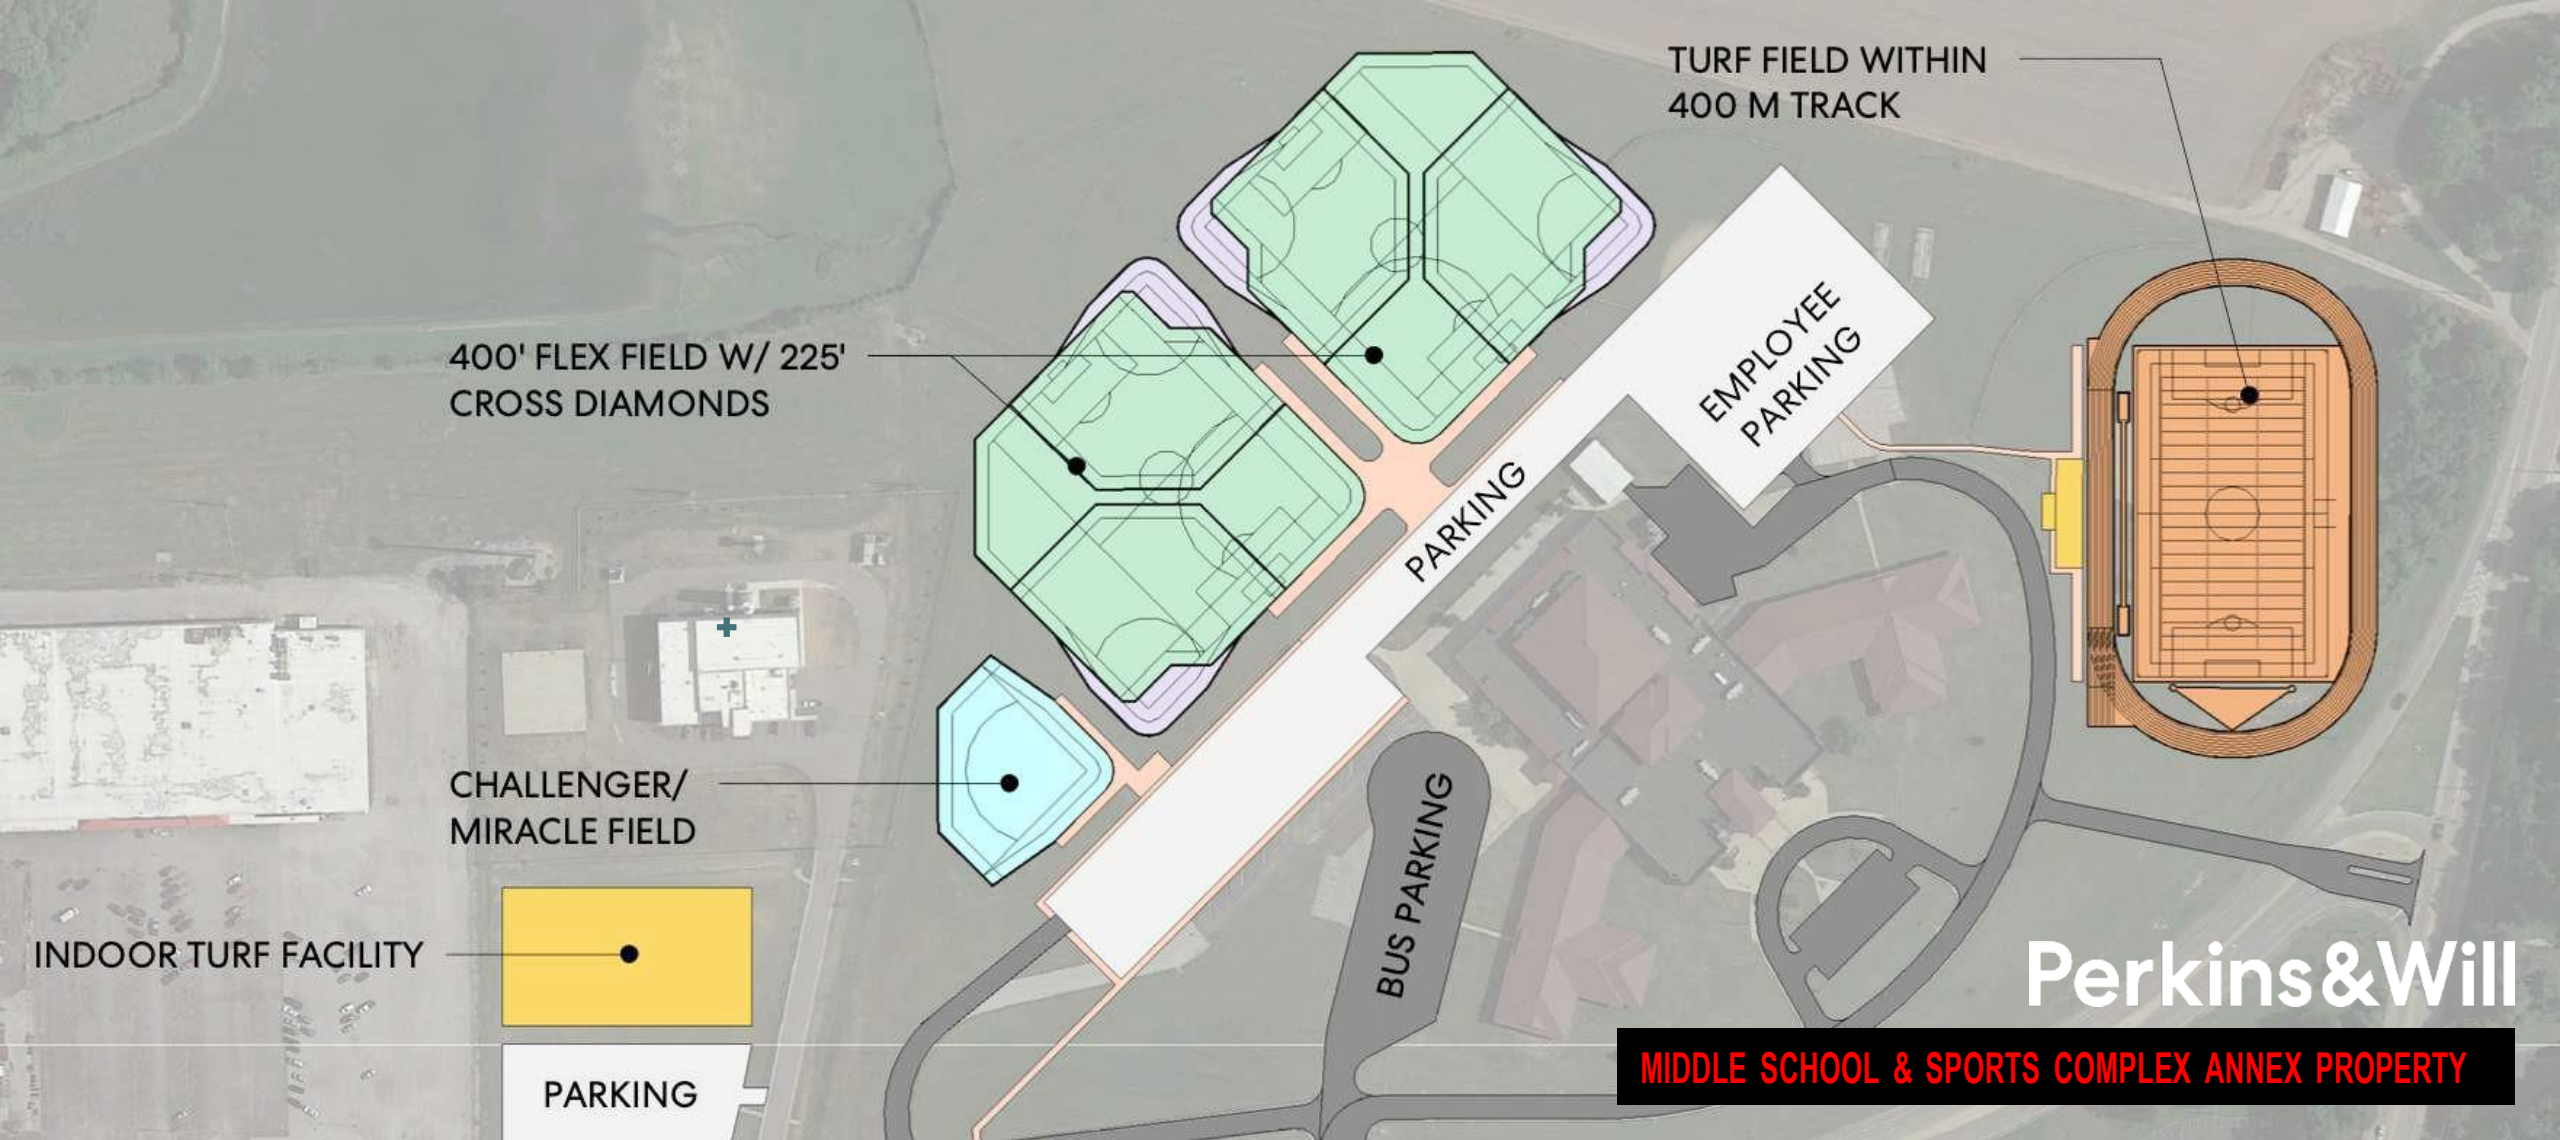 TURF FIELD WITHIN
400 M TRACK
400' FLEX FIELD W/ 225'
CROSS DIAMONDS
EMPLOYEE
PARKING
PARKING
CHALLENGER/
MIRACLE FIELD
BUS PARKING
INDOOR TURF FACILITY
PARKING
Perkins&Will
MIDDLE SCHOOL & SPORTS COMPLEX ANNEX PROPERTY